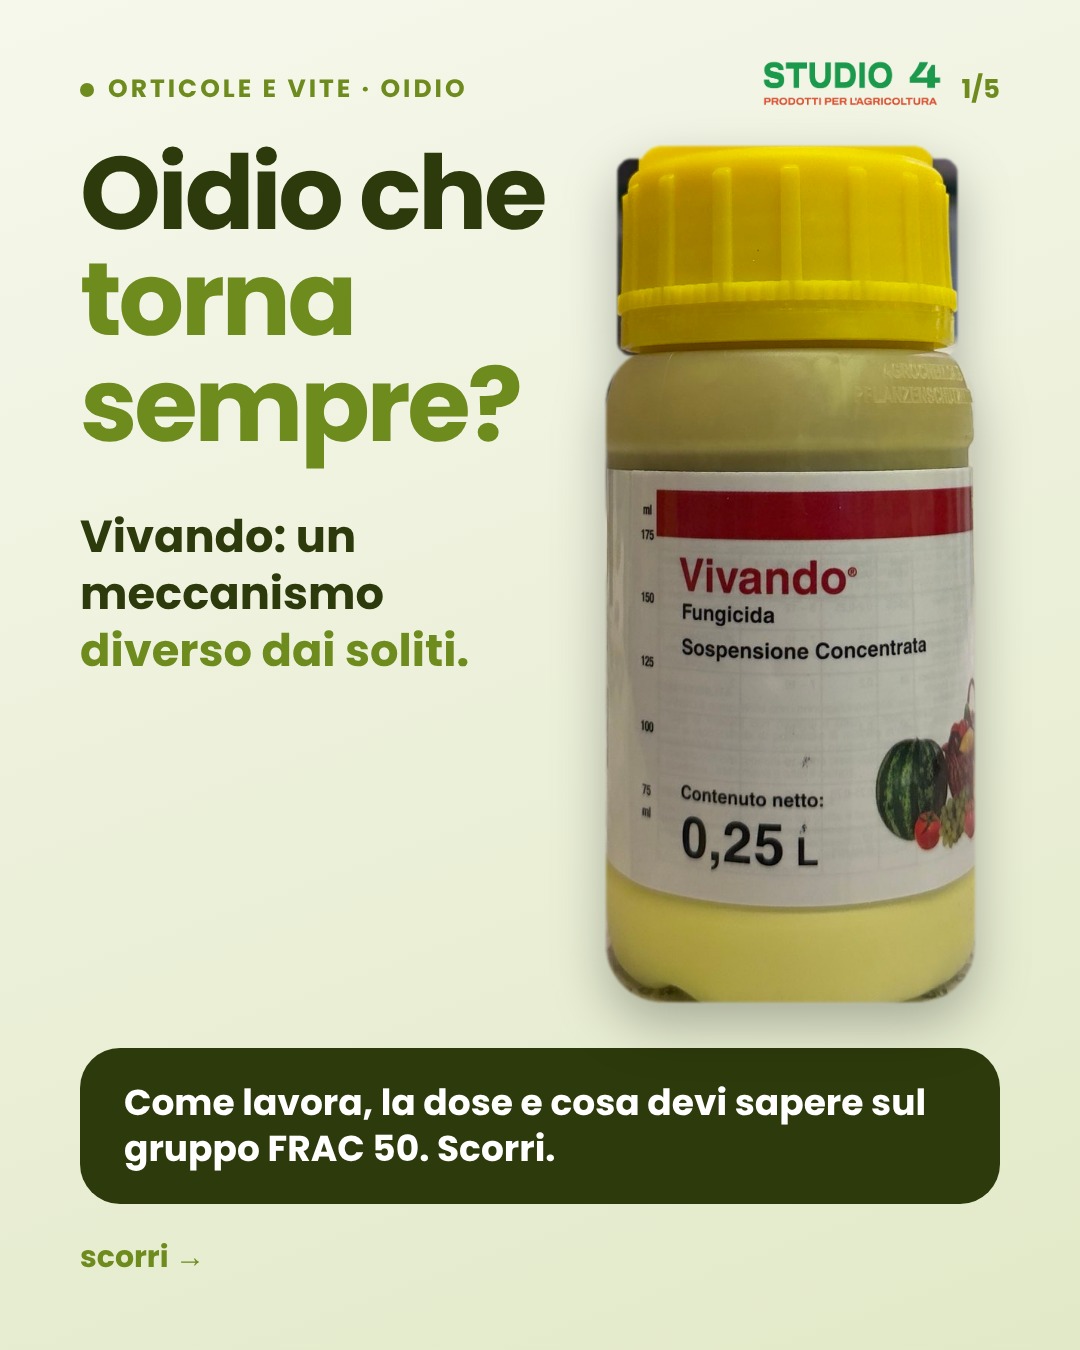 ORTICOLE E VITE · OIDIO
STUDIO 4
PRODOTTI PER L'AGRICOLTURA
1/5
Oidio che
torna
sempre?
Vivando: un
meccanismo
diverso dai soliti.
ml
175
150
125
100
75
ml
Vivando®
Fungicida
Sospensione Concentrata
Contenuto netto:
0,25 L
Come lavora, la dose e cosa devi sapere sul
gruppo FRAC 50. Scorri.
scorri →